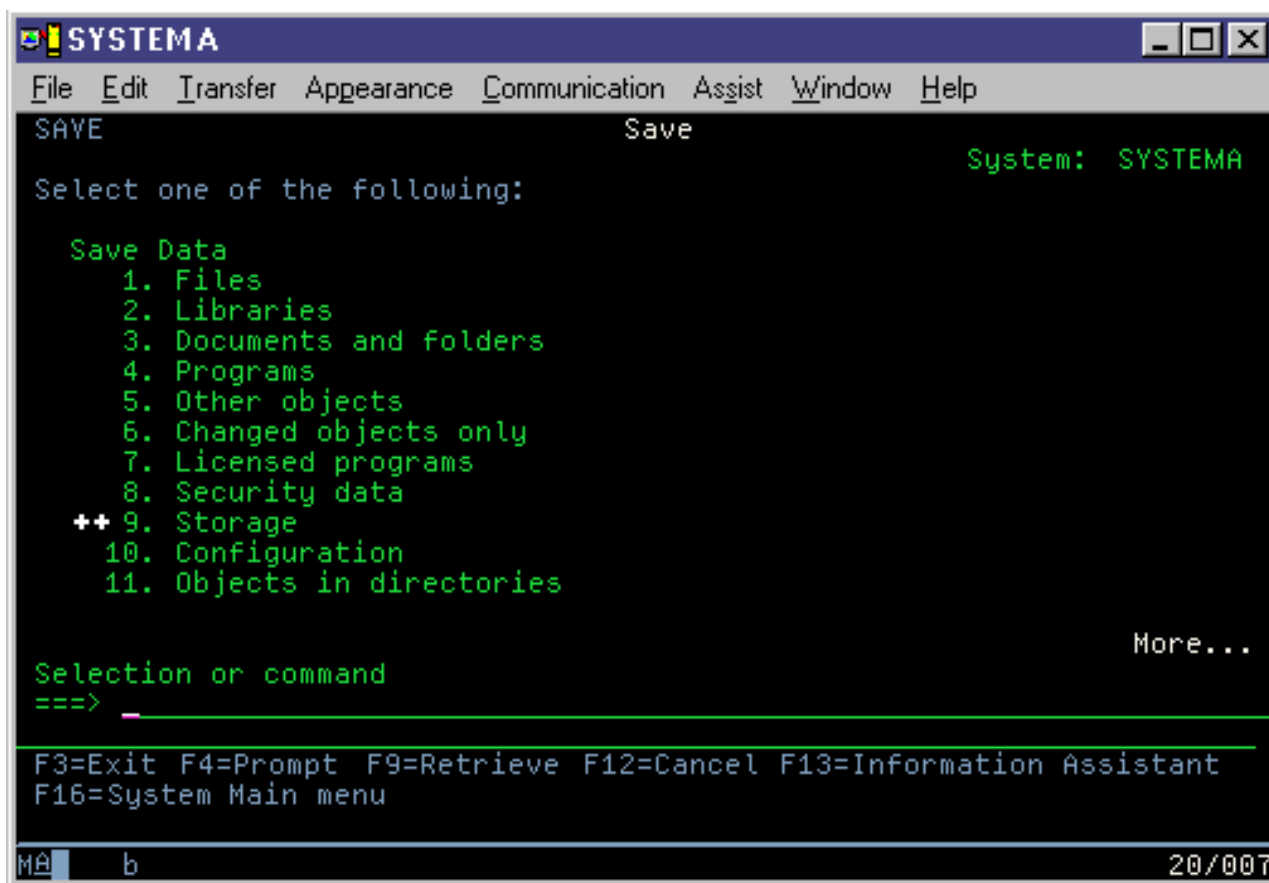 SYSTEMA
File Edit Transfer Appearance Communication Assist Window Help
SAVE Save
System: SYSTEMA
Select one of the following:
Save Data
1. Files
2. Libraries
3. Documents and folders
4. Programs
5. Other objects
6. Changed objects only
7. Licensed programs
8. Security data
++ 9. Storage
10. Configuration
11. Objects in directories
More...
Selection or command
===> _
F3=Exit F4=Prompt F9=Retrieve F12=Cancel F13=Information Assistant
F16=System Main menu
MA b 20/007